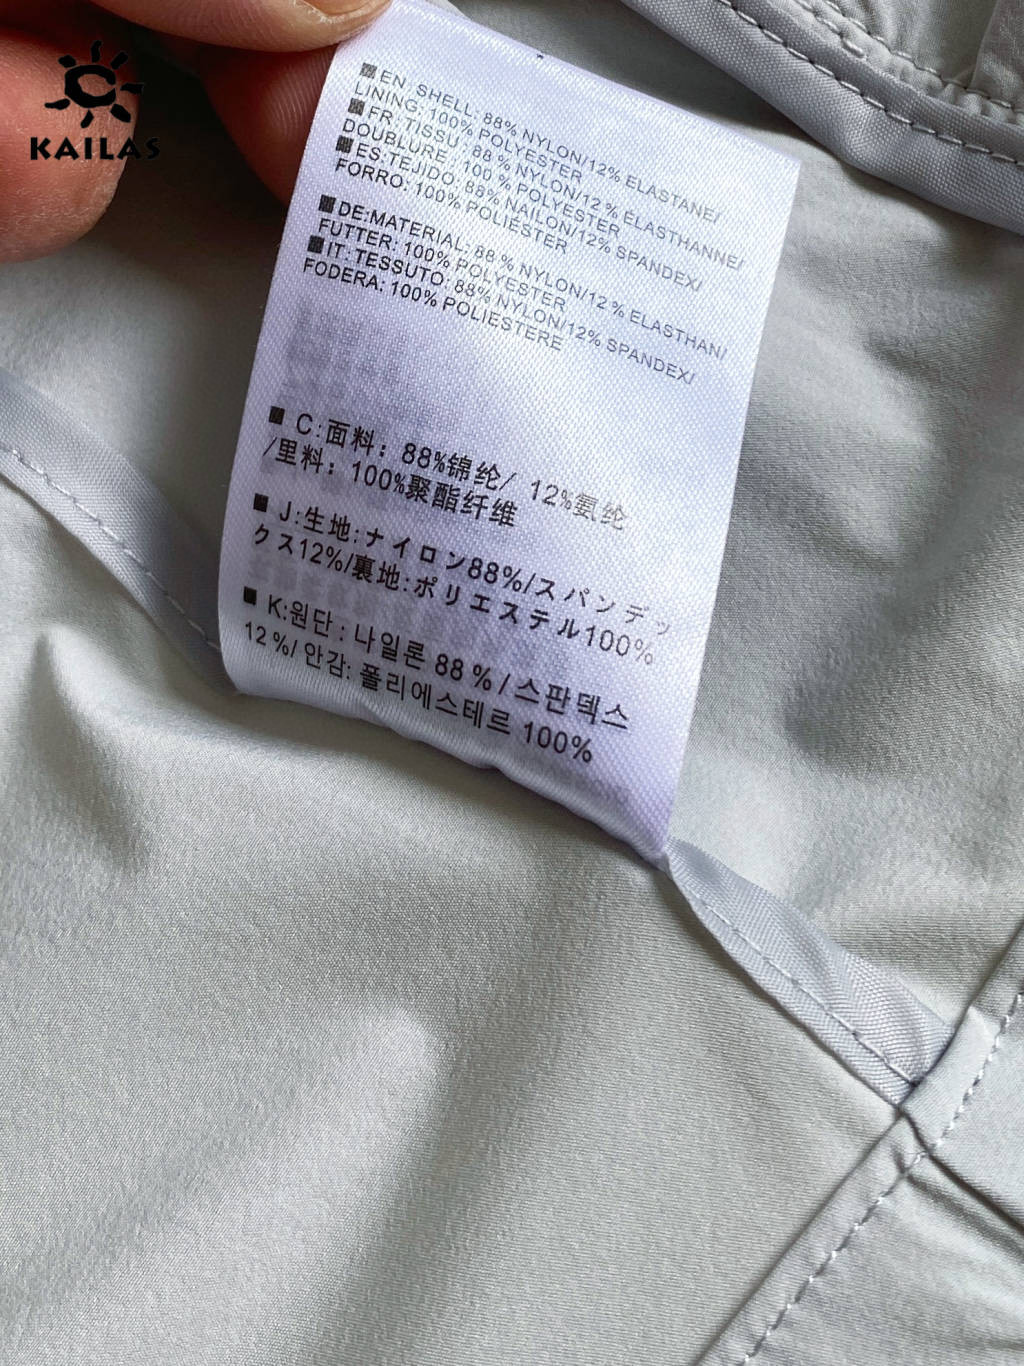 KAILAS
EN: SHELL: 88% NYLON/12% ELASTANE/
LINING: 100% POLYESTER
FR: TISSU: 88% NYLON/12% ÉLASTHANNE/
DOUBLURE: 100% POLYESTER
ES:TEJIDO: 88% NAILON/12% SPANDEX/
FORRO: 100% POLIÉSTER
DE:MATERIAL: 88% NYLON/12% ELASTHAN/
FUTTER: 100% POLYESTER
IT: TESSUTO: 88% NYLON/12% SPANDEX/
FODERA: 100% POLIESTERE
C:面料: 88%锦纶/ 12%氨纶
/里料: 100%聚酯纤维
J:生地:ナイロン88%/スパンデッ
クス12%/裏地:ポリエステル100%
K:원단: 나일론 88%/스판덱스
12%/안감: 폴리에스테르 100%